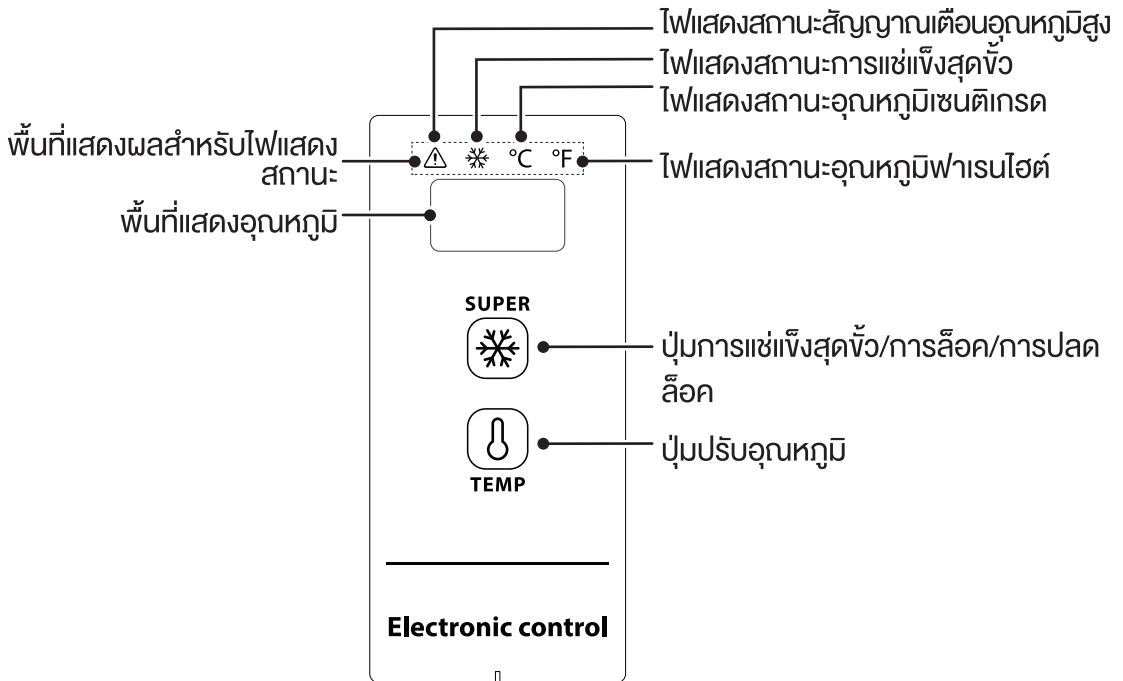 ไฟแสดงสถานะสัญญาณเตือนอุณหภูมิสูง
ไฟแสดงสถานะการแช่แข็งสุดขั้ว
ไฟแสดงสถานะอุณหภูมิเซนติเกรด
พื้นที่แสดงผลสำหรับไฟแสดง
สถานะ
°C °F
ไฟแสดงสถานะอุณหภูมิฟาเรนไฮต์
พื้นที่แสดงอุณหภูมิ
SUPER
ปุ่มการแช่แข็งสุดขั้ว/การล็อค/การปลด
ล็อค
ปุ่มปรับอุณหภูมิ
TEMP
Electronic control